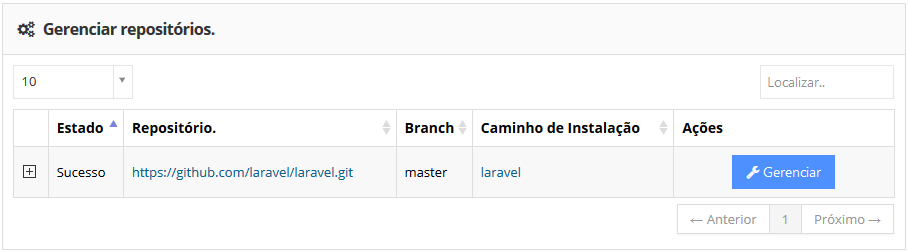 Gerenciar repositórios.
10
Localizar..
Estado Repositório. Branch Caminho de Instalação Ações
Sucesso https://github.com/laravel/laravel.git master laravel Gerenciar
← Anterior 1 Próximo →